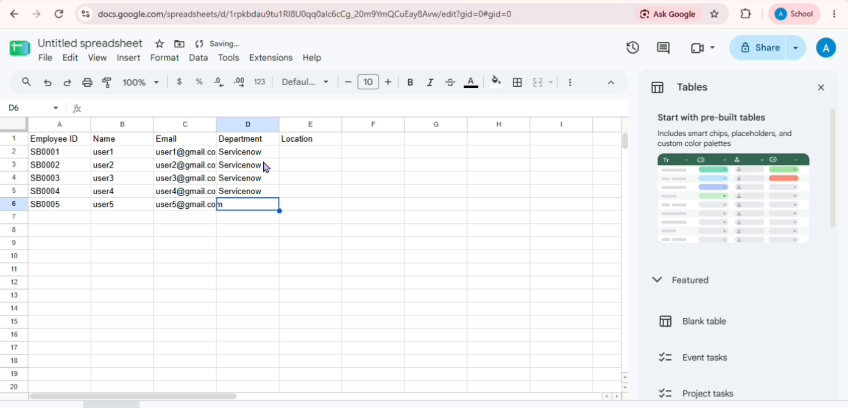 docs.google.com/spreadsheets/d/1rpkbdau9tu1RI8U0qq0alc6cCg_20m9YmQCuEay8Avw/edit?gid=0#gid=0 Ask Google School
Untitled spreadsheet Saving...
File Edit View Insert Format Data Tools Extensions Help
Share A
100% $ % .0 .00 123 Defaul... 10 B I S A
D6 fx
A B C D E F G H I
1 Employee ID Name Email Department Location
2 SB0001 user1 user1@gmail.co Servicenow
3 SB0002 user2 user2@gmail.co Servicenow
4 SB0003 user3 user3@gmail.co Servicenow
5 SB0004 user4 user4@gmail.co Servicenow
6 SB0005 user5 user5@gmail.com
7
8
9
10
11
12
13
14
15
16
17
18
19
20
Tables
Start with pre-built tables
Includes smart chips, placeholders, and
custom color palettes
Featured
Blank table
Event tasks
Project tasks